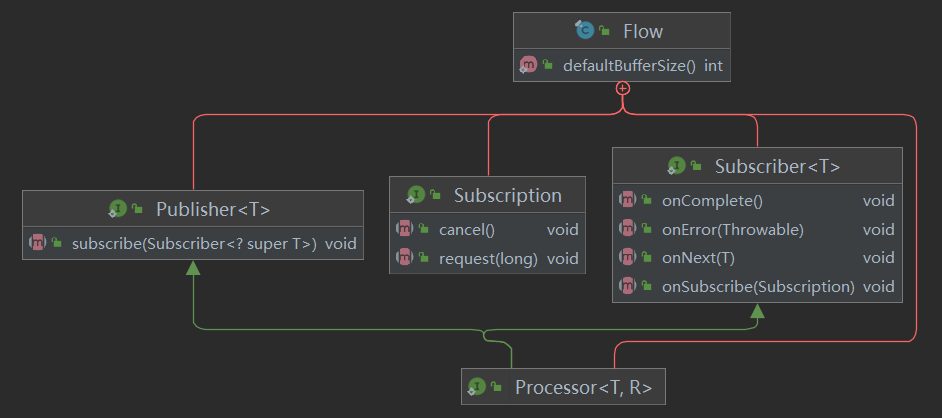 Flow
defaultBufferSize() int
Publisher<T>
subscribe(Subscriber<? super T>) void
Subscription
cancel() void
request(long) void
Subscriber<T>
onComplete() void
onError(Throwable) void
onNext(T) void
onSubscribe(Subscription) void
Processor<T, R>